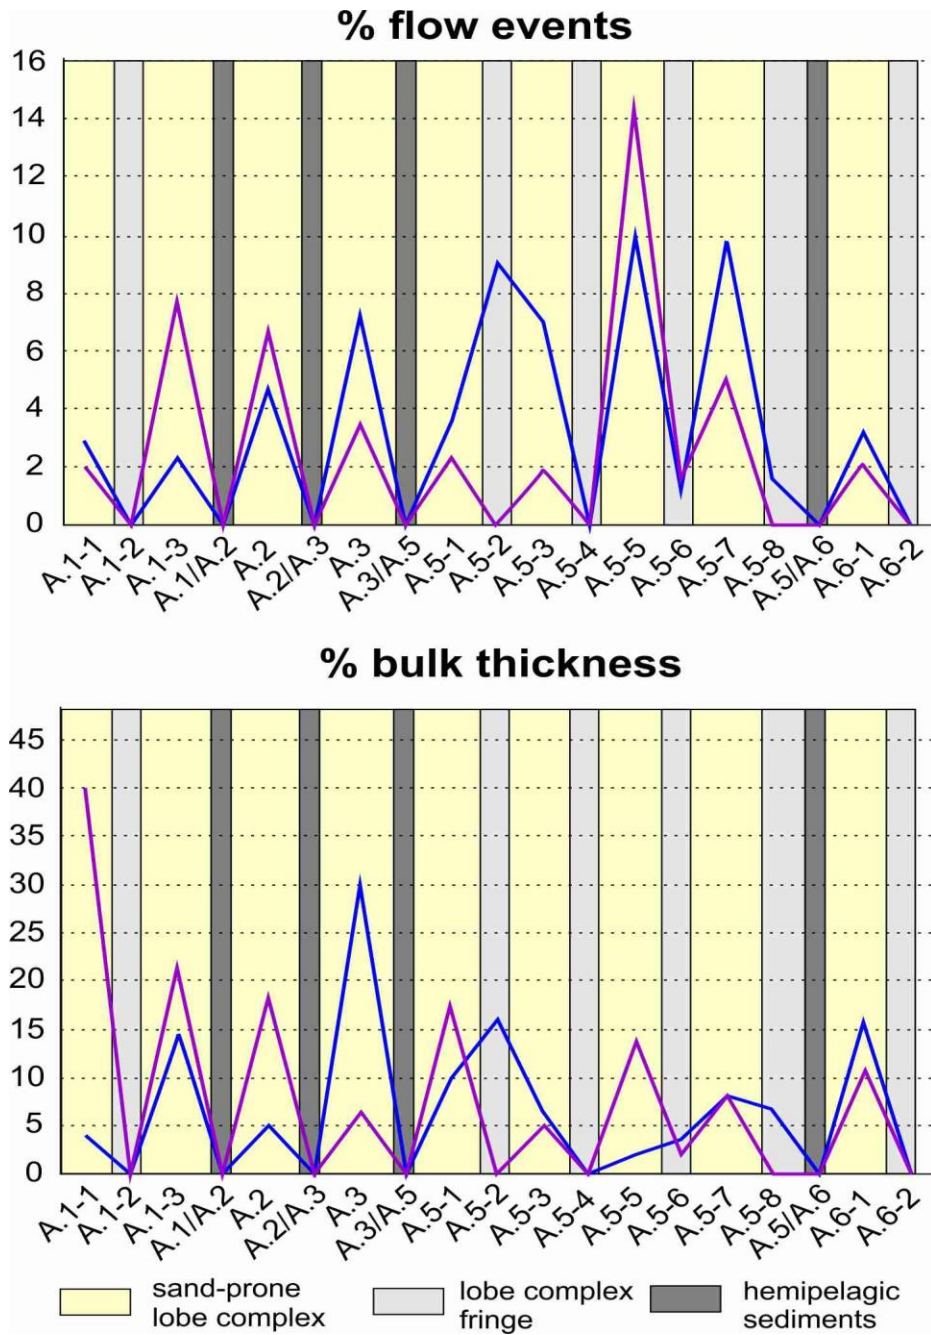 % flow events
16
14
12
10
8
6
4
2
0
A.1-1
A.1-2
A.1-3
A.1/A.2
A.2
A.2/A.3
A.3
A.3/A.5
A.5-1
A.5-2
A.5-3
A.5-4
A.5-5
A.5-6
A.5-7
A.5-8
A.5/A.6
A.6-1
A.6-2
% bulk thickness
45
40
35
30
25
20
15
10
5
0
A.1-1
A.1-2
A.1-3
A.1/A.2
A.2
A.2/A.3
A.3
A.3/A.5
A.5-1
A.5-2
A.5-3
A.5-4
A.5-5
A.5-6
A.5-7
A.5-8
A.5/A.6
A.6-1
A.6-2
sand-prone
lobe complex
lobe complex
fringe
hemipelagic
sediments